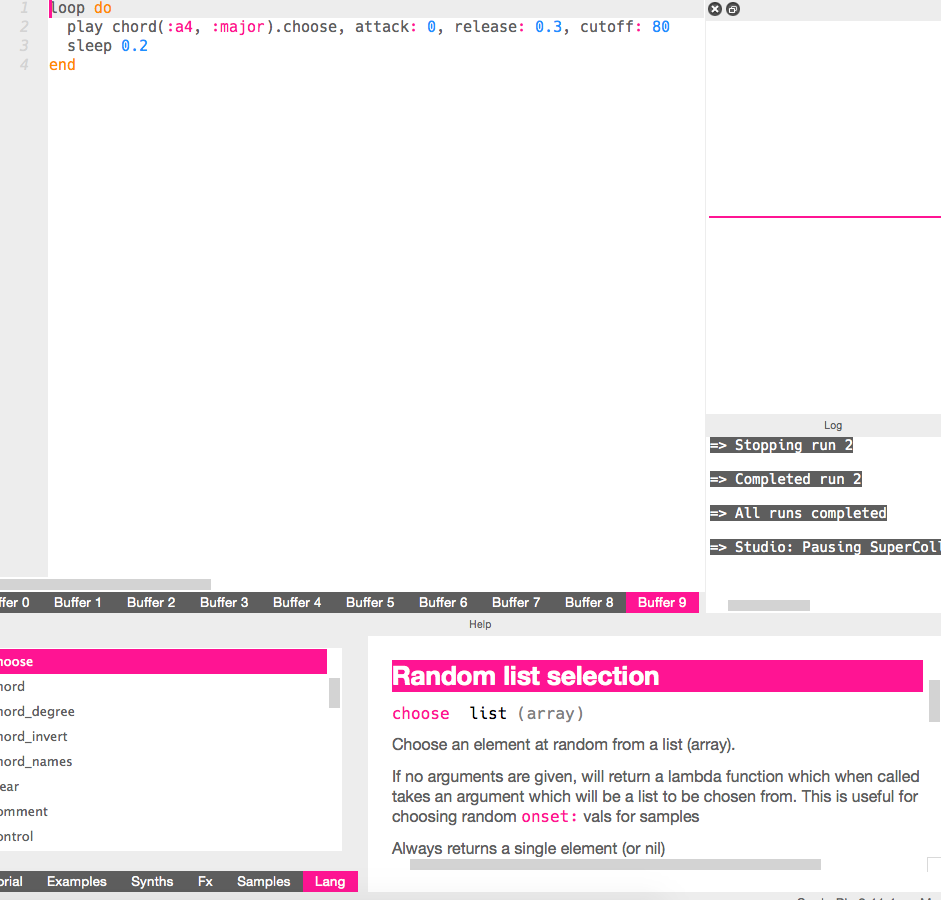 1 loop do
2 play chord(:a4, :major).choose, attack: 0, release: 0.3, cutoff: 80
3 sleep 0.2
4 end
Log
=> Stopping run 2
=> Completed run 2
=> All runs completed
=> Studio: Pausing SuperColl
ffer 0 Buffer 1 Buffer 2 Buffer 3 Buffer 4 Buffer 5 Buffer 6 Buffer 7 Buffer 8 Buffer 9
Help
hoose
hord
hord_degree
hord_invert
hord_names
ear
omment
ontrol
orial Examples Synths Fx Samples Lang
Random list selection
choose list (array)
Choose an element at random from a list (array).
If no arguments are given, will return a lambda function which when called
takes an argument which will be a list to be chosen from. This is useful for
choosing random onset: vals for samples
Always returns a single element (or nil)